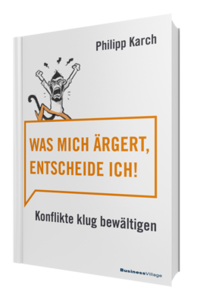 Philipp Karch
WAS MICH ÄRGERT,
ENTSCHEIDE ICH!
Konflikte klug bewältigen
BusinessVillage